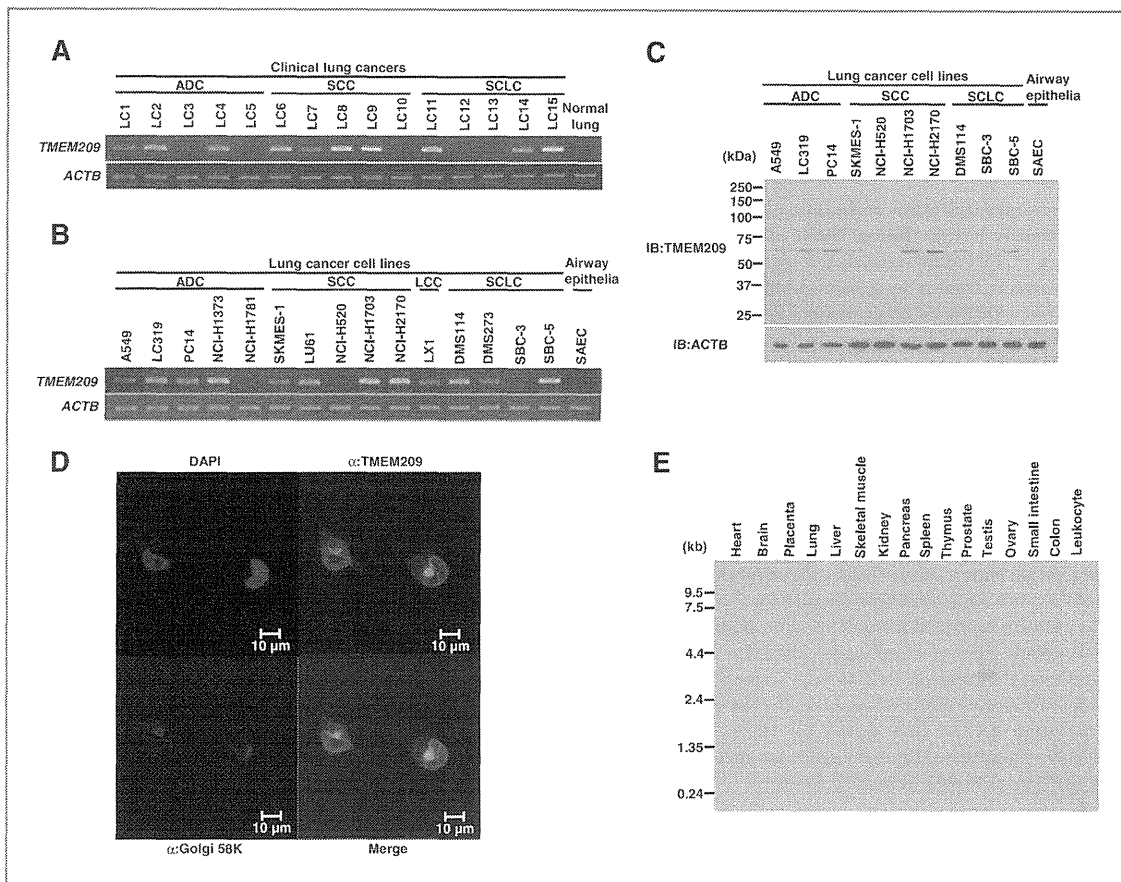 A
Clinical lung cancers
ADC SCC SCLC
LC1 LC2 LC3 LC4 LC5 LC6 LC7 LC8 LC9 LC10 LC11 LC12 LC13 LC14 LC15 Normal lung
TMEM209
ACTB
B
Lung cancer cell lines Airway epithelia
ADC SCC LCC SCLC
A549 LC319 PC14 NCI-H1373 NCI-H1781 SKMES-1 LU61 NCI-H520 NCI-H1703 NCI-H2170 LX1 DMS114 DMS273 SBC-3 SBC-5 SAEC
TMEM209
ACTB
C
Lung cancer cell lines Airway epithelia
ADC SCC SCLC
(kDa) A549 LC319 PC14 SKMES-1 NCI-H520 NCI-H1703 NCI-H2170 DMS114 SBC-3 SBC-5 SAEC
250
150
100
75
IB:TMEM209
50
37
25
IB:ACTB
D
DAPI α:TMEM209
10 µm 10 µm
10 µm 10 µm
α:Golgi 58K Merge
E
(kb) Heart Brain Placenta Lung Liver Skeletal muscle Kidney Pancreas Spleen Thymus Prostate Testis Ovary Small intestine Colon Leukocyte
9.5
7.5
4.4
2.4
1.35
0.24